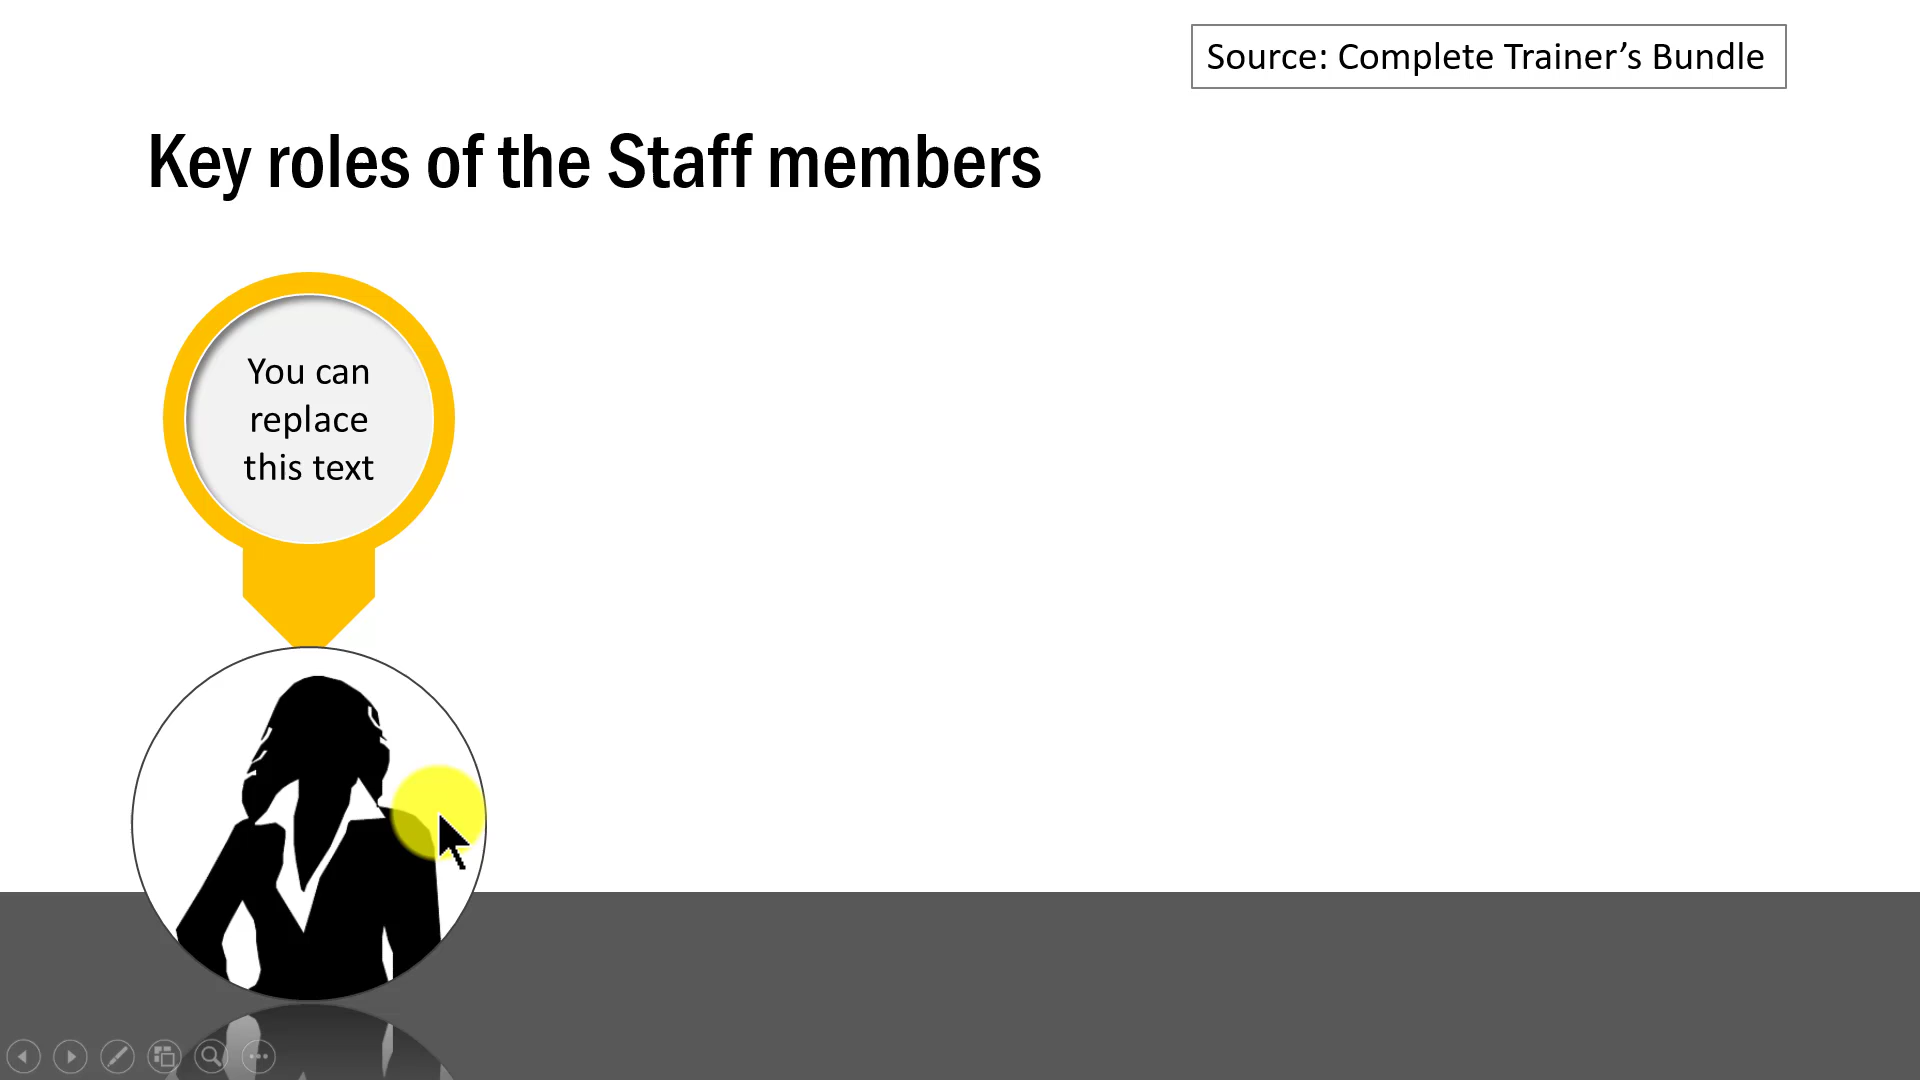 Source: Complete Trainer’s Bundle
Key roles of the Staff members
You can
replace
this text